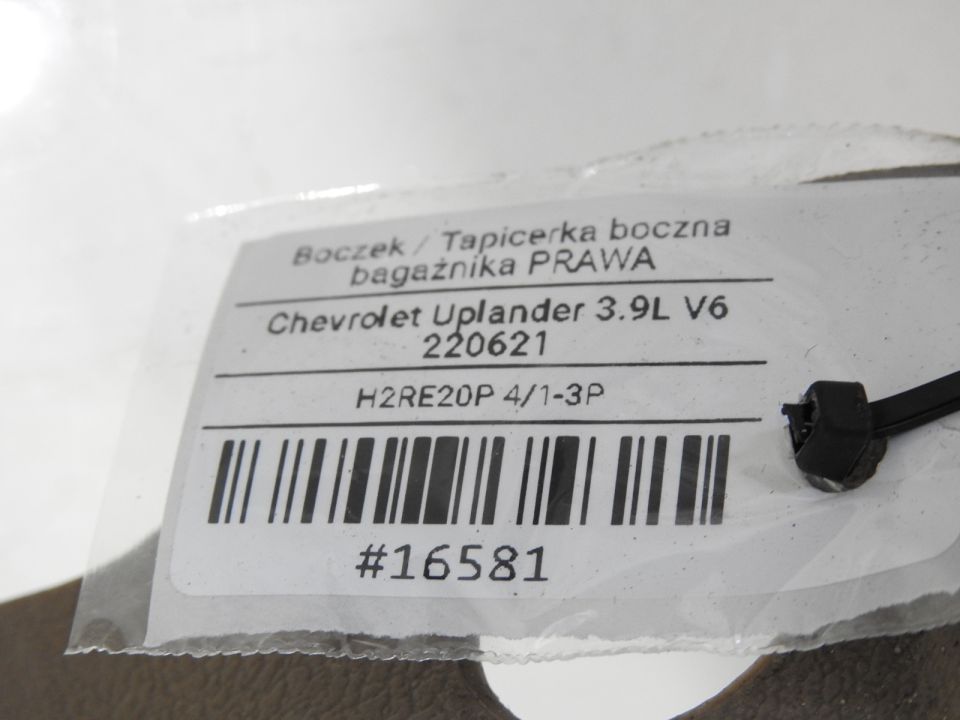 Boczek / Tapicerka boczna
bagażnika PRAWA
Chevrolet Uplander 3.9L V6
220621
H2RE20P 4/1-3P
#16581